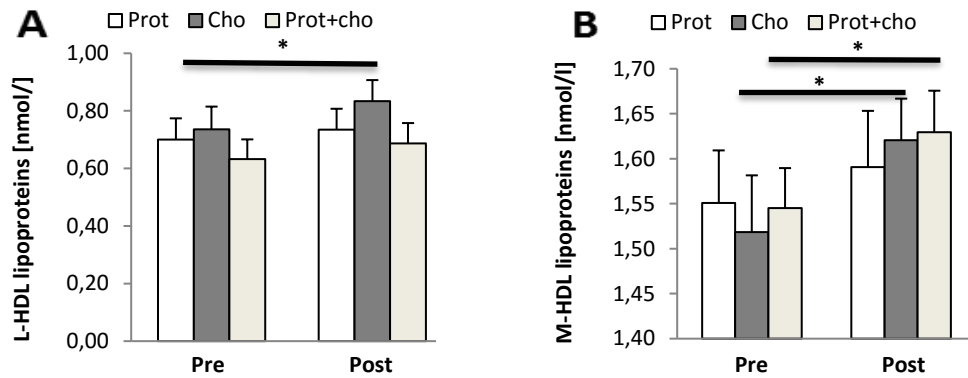 A
Prot Cho Prot+cho
*
L-HDL lipoproteins [nmol/]
1,00
0,80
0,60
0,40
0,20
0,00
Pre Post
B
Prot Cho Prot+cho
*
*
M-HDL lipoproteins [nmol/l]
1,70
1,65
1,60
1,55
1,50
1,45
1,40
Pre Post